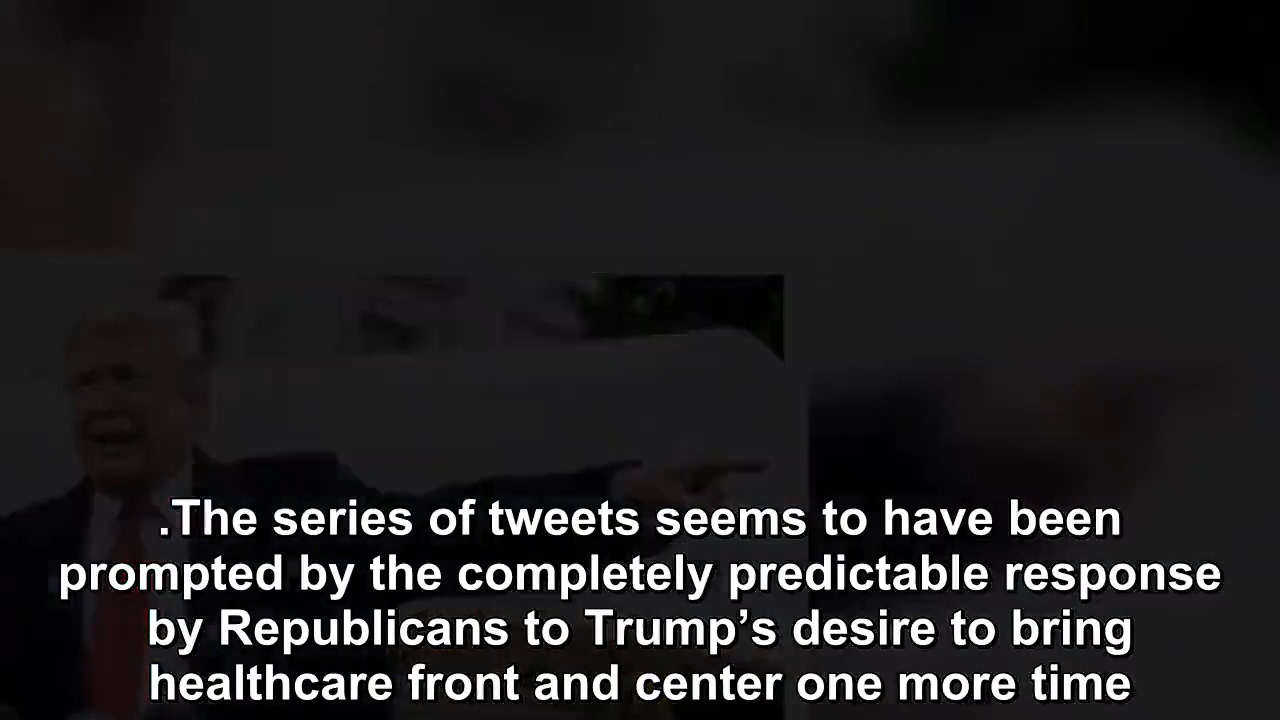 .The series of tweets seems to have been
prompted by the completely predictable response
by Republicans to Trump’s desire to bring
healthcare front and center one more time